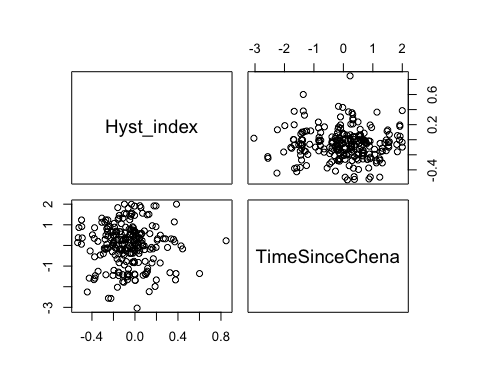 -3 -2 -1 0 1 2
Hyst_index
-0.4 0.2 0.6
-3 -1 1 2
TimeSinceChena
-0.4 0.0 0.4 0.8